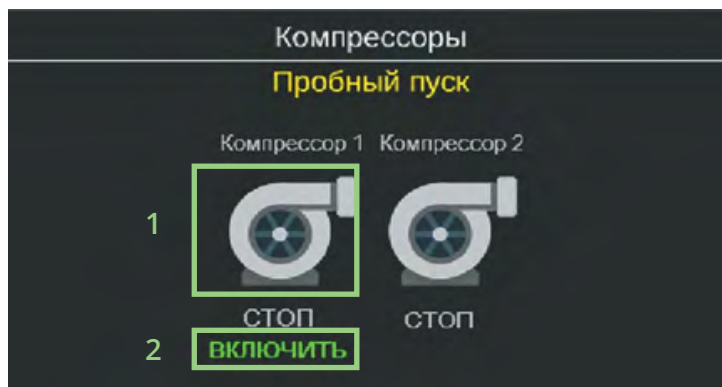 Компрессоры
Пробный пуск
Компрессор 1 Компрессор 2
1
СТОП СТОП
2 ВКЛЮЧИТЬ